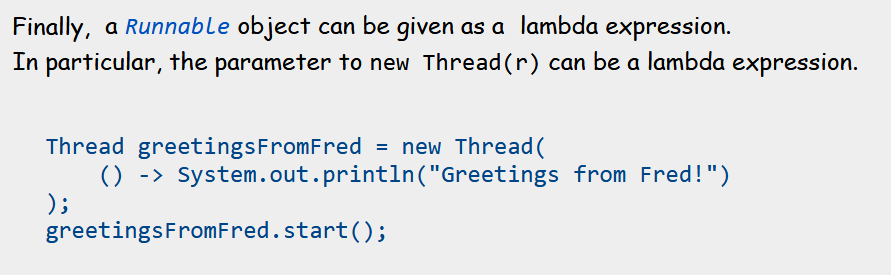 Finally, a Runnable object can be given as a lambda expression.
In particular, the parameter to new Thread(r) can be a lambda expression.
Thread greetingsFromFred = new Thread(
    () -> System.out.println("Greetings from Fred!")
);
greetingsFromFred.start();